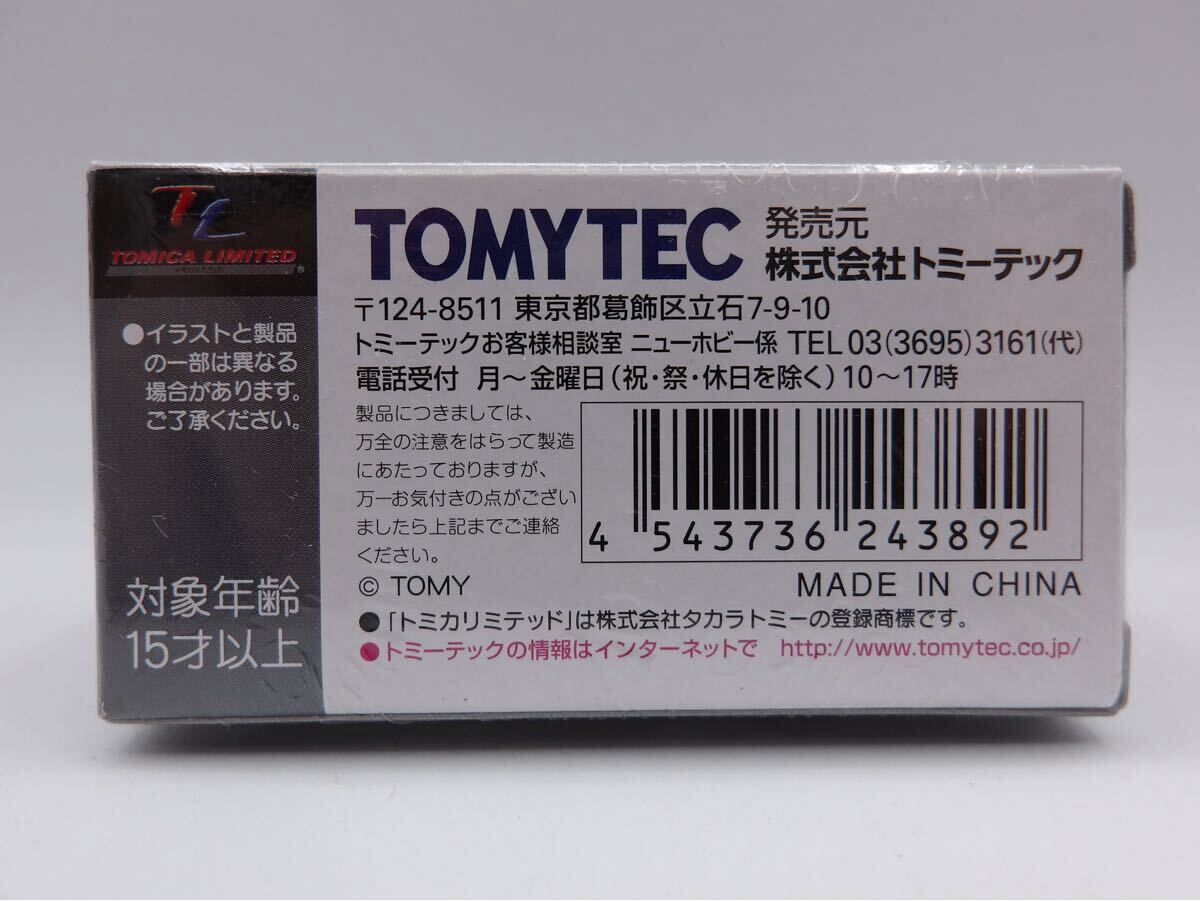 TL
TOMICA LIMITED
®
●イラストと製品
の一部は異なる
場合があります。
ご了承ください。
対象年齢
15才以上
TOMYTEC
発売元
株式会社トミーテック
〒124-8511 東京都葛飾区立石7-9-10
トミーテックお客様相談室 ニューホビー係 TEL 03(3695)3161(代)
電話受付 月～金曜日(祝・祭・休日を除く)10～17時
製品につきましては、
万全の注意をはらって製造
にあたっておりますが、
万一お気付きの点がござい
ましたら上記までご連絡
ください。
4 543736 243892
© TOMY
MADE IN CHINA
●「トミカリミテッド」は株式会社タカラトミーの登録商標です。
●トミーテックの情報はインターネットで http://www.tomytec.co.jp/